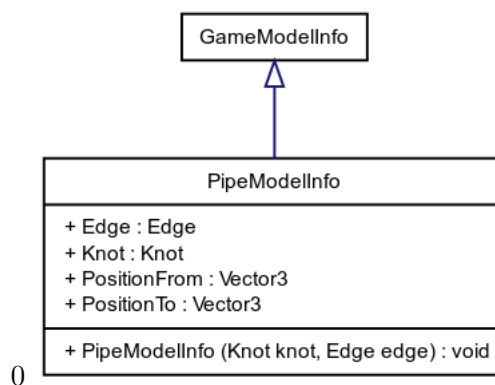 GameModelInfo
PipeModelInfo
+ Edge : Edge
+ Knot : Knot
+ PositionFrom : Vector3
+ PositionTo : Vector3
+ PipeModelInfo (Knot knot, Edge edge) : void
0